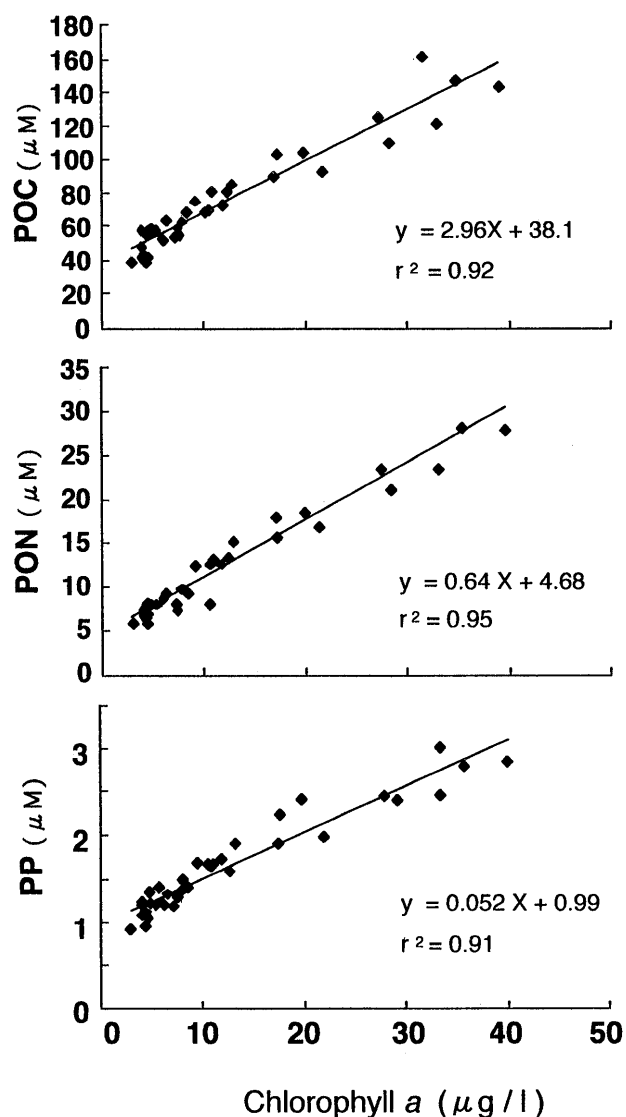 180
160
140
120
100
80
60
40
20
0
POC (μM)
y = 2.96X + 38.1
r² = 0.92
35
30
25
20
15
10
5
0
PON (μM)
y = 0.64 X + 4.68
r² = 0.95
3
2
1
0
PP (μM)
y = 0.052 X + 0.99
r² = 0.91
0 10 20 30 40 50
Chlorophyll a (μg/l)